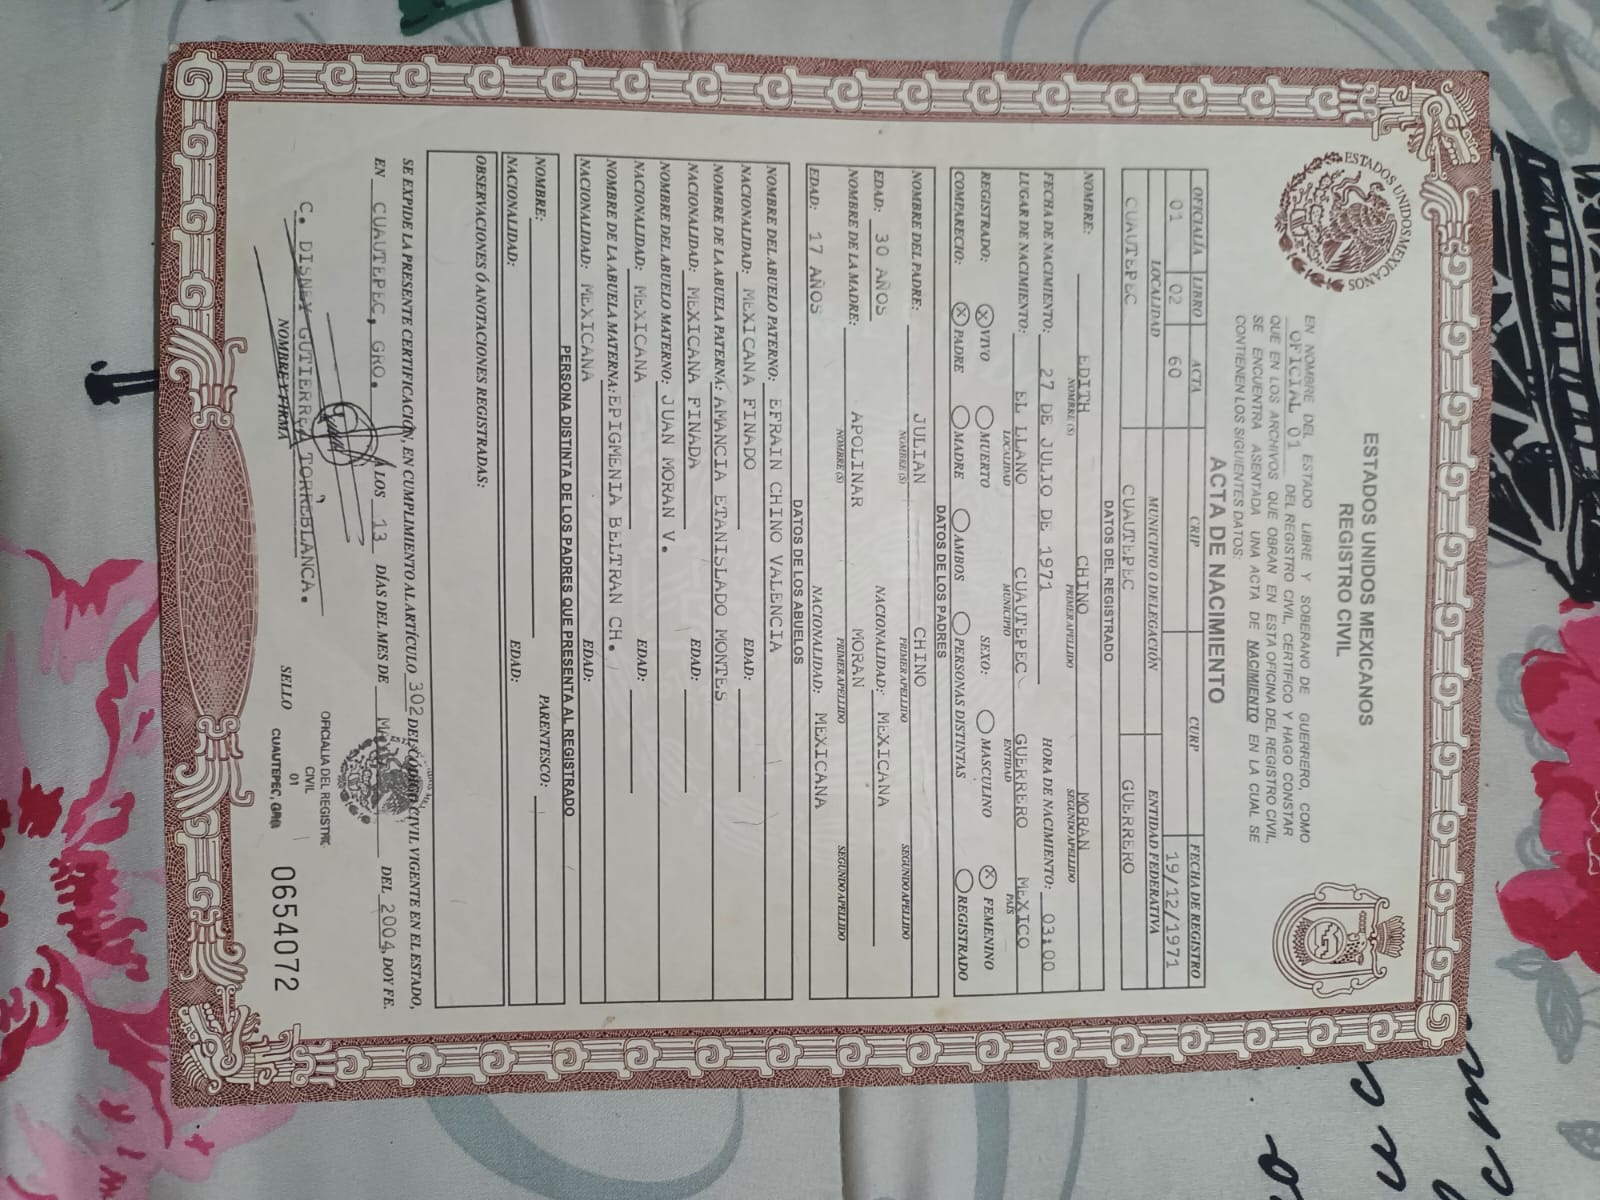 ESTADOS UNIDOS MEXICANOS
ESTADOS UNIDOS MEXICANOS
REGISTRO CIVIL
EN NOMBRE DEL ESTADO LIBRE Y SOBERANO DE GUERRERO, COMO
OFICIAL 01 DEL REGISTRO CIVIL, CERTIFICO Y HAGO CONSTAR
QUE EN LOS ARCHIVOS QUE OBRAN EN ESTA OFICINA DEL REGISTRO CIVIL,
SE ENCUENTRA ASENTADA UNA ACTA DE NACIMIENTO EN LA CUAL SE
CONTIENEN LOS SIGUIENTES DATOS:
ACTA DE NACIMIENTO
OFICIALÍA LIBRO ACTA CRIP CURP FECHA DE REGISTRO
01 02 60 19/12/1971
LOCALIDAD MUNICIPIO O DELEGACIÓN ENTIDAD FEDERATIVA
CUAUTEPEC CUAUTEPEC GUERRERO
DATOS DEL REGISTRADO
NOMBRE: EDITH CHINO MORAN
NOMBRE (S) PRIMER APELLIDO SEGUNDO APELLIDO
FECHA DE NACIMIENTO: 27 DE JULIO DE 1971 HORA DE NACIMIENTO: 03:00
LUGAR DE NACIMIENTO: EL LLANO CUAUTEPEC GUERRERO MEXICO
LOCALIDAD MUNICIPIO ENTIDAD PAÍS
REGISTRADO: VIVO MUERTO SEXO: MASCULINO FEMENINO
COMPARECIO: PADRE MADRE AMBOS PERSONAS DISTINTAS REGISTRADO
DATOS DE LOS PADRES
NOMBRE DEL PADRE: JULIAN CHINO
NOMBRE (S) PRIMER APELLIDO SEGUNDO APELLIDO
EDAD: 30 AÑOS NACIONALIDAD: MEXICANA
NOMBRE DE LA MADRE: APOLINAR MORAN
NOMBRE (S) PRIMER APELLIDO SEGUNDO APELLIDO
EDAD: 17 AÑOS NACIONALIDAD: MEXICANA
DATOS DE LOS ABUELOS
NOMBRE DEL ABUELO PATERNO: EFRAIN CHINO VALENCIA
NACIONALIDAD: MEXICANA FINADO EDAD:
NOMBRE DE LA ABUELA PATERNA: AMANCIA ETANISLADO MONTES
NACIONALIDAD: MEXICANA FINADA EDAD:
NOMBRE DEL ABUELO MATERNO: JUAN MORAN V.
NACIONALIDAD: MEXICANA EDAD:
NOMBRE DE LA ABUELA MATERNA: EPIGMENIA BELTRAN CH.
NACIONALIDAD: MEXICANA EDAD:
PERSONA DISTINTA DE LOS PADRES QUE PRESENTA AL REGISTRADO
NOMBRE: PARENTESCO:
NACIONALIDAD: EDAD:
OBSERVACIONES Ó ANOTACIONES REGISTRADAS:
SE EXPIDE LA PRESENTE CERTIFICACIÓN, EN CUMPLIMIENTO AL ARTÍCULO 302 DEL CÓDIGO CIVIL VIGENTE EN EL ESTADO,
EN CUAUTEPEC, GRO. A LOS 13 DÍAS DEL MES DE DEL 2004, DOY FE.
C. DISNEY GUTIERREZ TORREBLANCA.
NOMBRE Y FIRMA
SELLO
OFICIALIA DEL REGISTRO
CIVIL
01
CUAUTEPEC, GRO
0654072